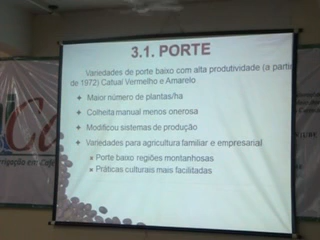 3.1. PORTE
Variedades de porte baixo com alta produtividade (a partir
de 1972) Catuaí Vermelho e Amarelo
Maior número de plantas/ha
Colheita manual menos onerosa
Modificou sistemas de produção
Variedades para agricultura familiar e empresarial
Porte baixo regiões montanhosas
Práticas culturais mais facilitadas